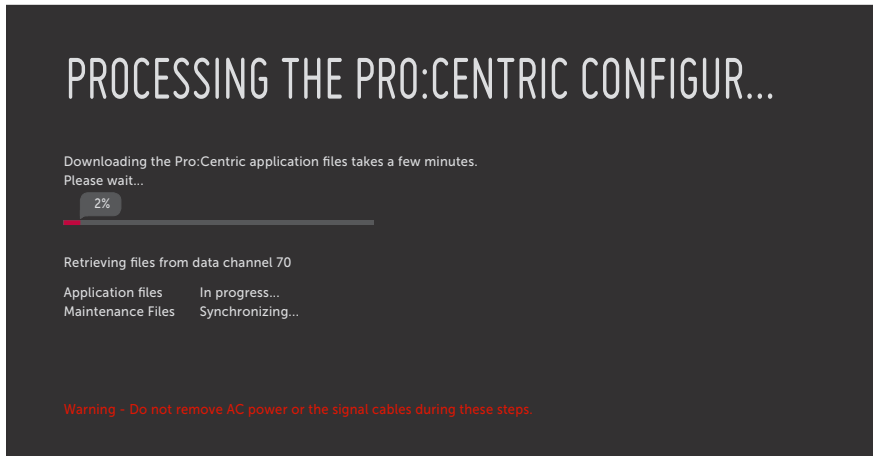 PROCESSING THE PRO:CENTRIC CONFIGUR...
Downloading the Pro:Centric application files takes a few minutes.
Please wait...
2%
Retrieving files from data channel 70
Application files In progress...
Maintenance Files Synchronizing...
Warning - Do not remove AC power or the signal cables during these steps.